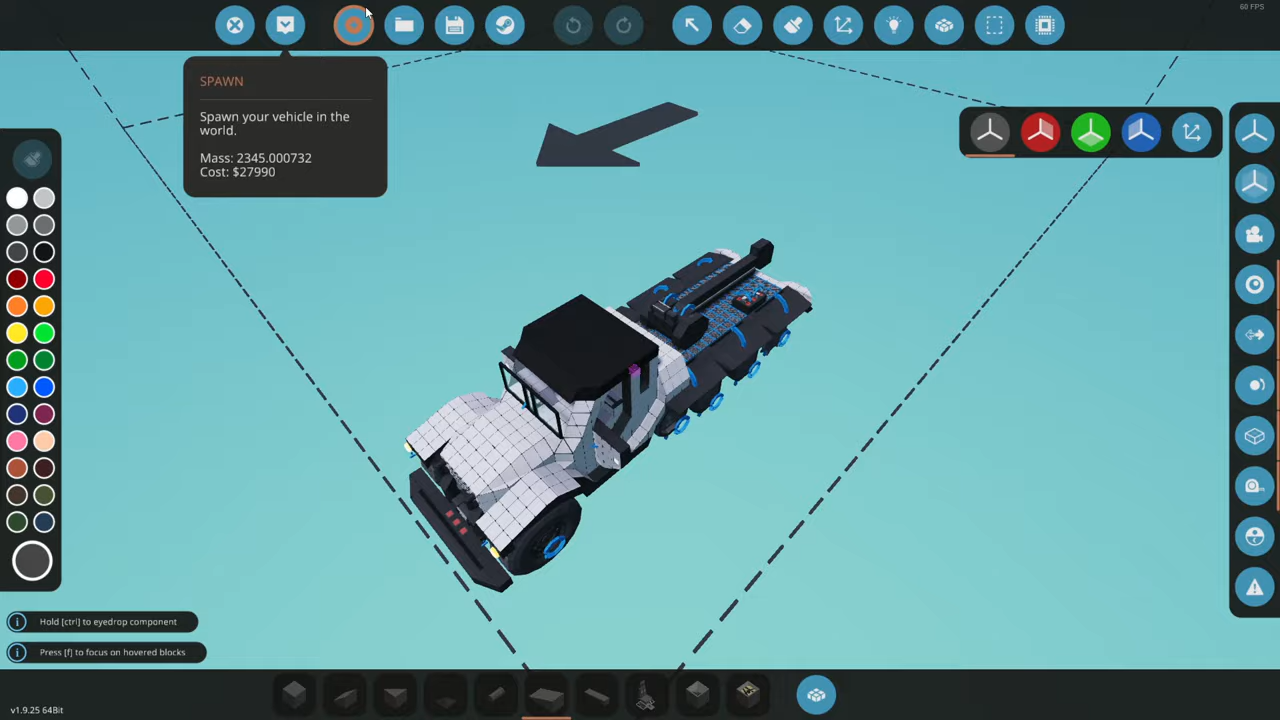 60 FPS
SPAWN
Spawn your vehicle in the
world.
Mass: 2345.000732
Cost: $27990
Hold [ctrl] to eyedrop component
Press [f] to focus on hovered blocks
v1.9.25 64Bit